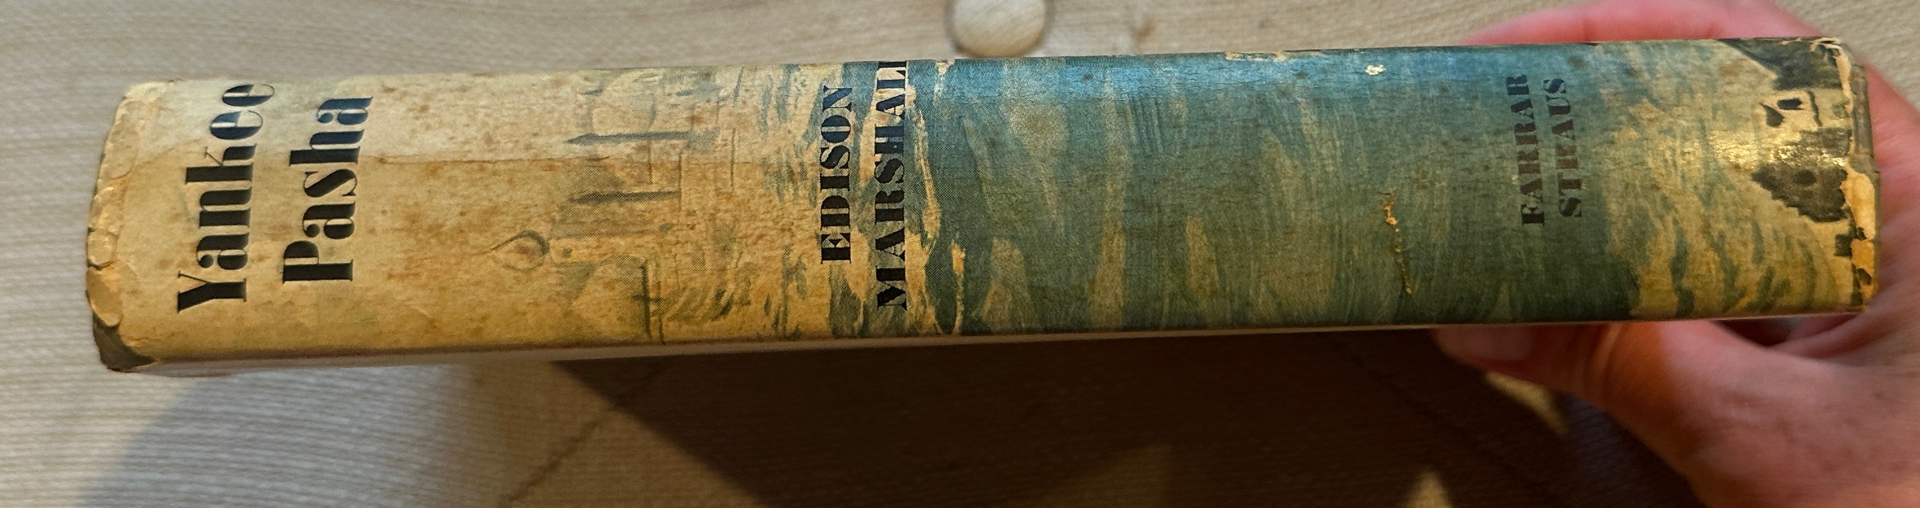 Yankee
Pasha
EDISON
MARSHALL
FARRAR
STRAUS